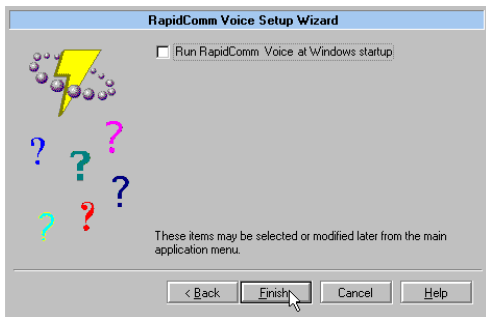 RapidComm Voice Setup Wizard
Run RapidComm Voice at Windows startup
? ? ? ? ? ?
These items may be selected or modified later from the main
application menu.
< Back Finish Cancel Help